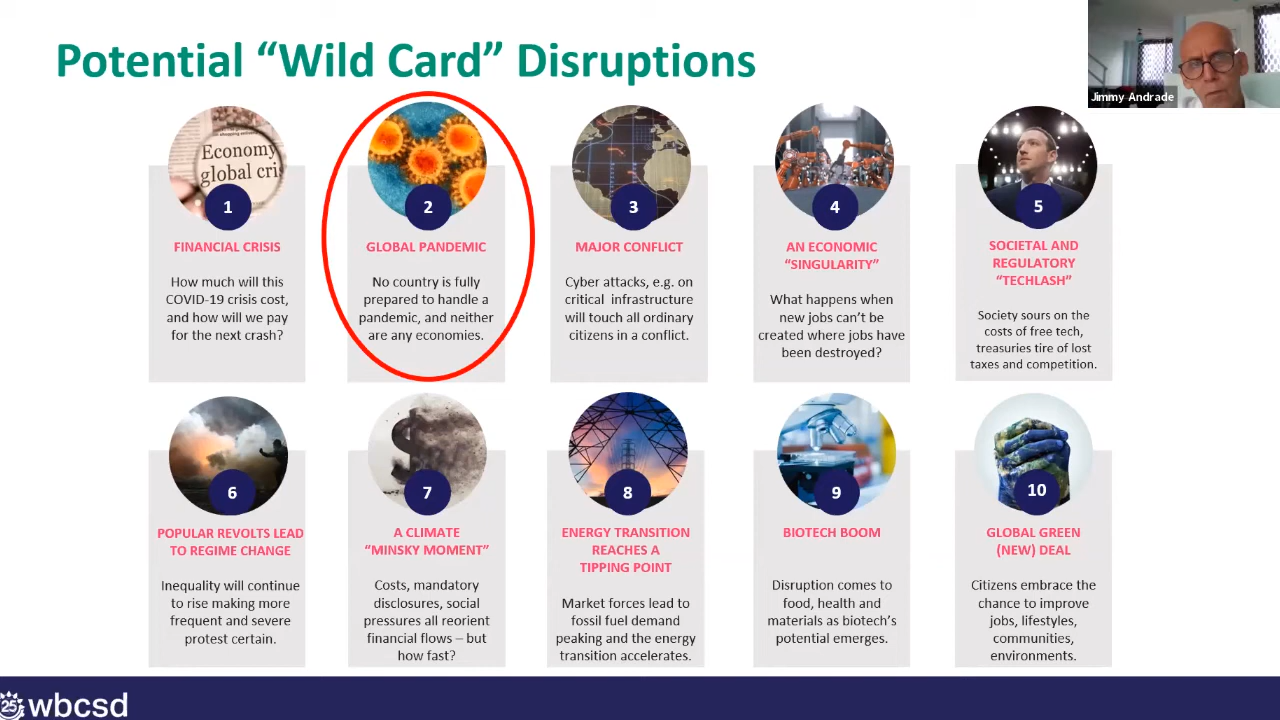 Potential “Wild Card” Disruptions
Jimmy Andrade
Economy
global cri
1
FINANCIAL CRISIS
How much will this
COVID-19 crisis cost,
and how will we pay
for the next crash?
2
GLOBAL PANDEMIC
No country is fully
prepared to handle a
pandemic, and neither
are any economies.
3
MAJOR CONFLICT
Cyber attacks, e.g. on
critical infrastructure
will touch all ordinary
citizens in a conflict.
4
AN ECONOMIC
“SINGULARITY”
What happens when
new jobs can’t be
created where jobs have
been destroyed?
5
SOCIETAL AND
REGULATORY
“TECHLASH”
Society sours on the
costs of free tech,
treasuries tire of lost
taxes and competition.
6
POPULAR REVOLTS LEAD
TO REGIME CHANGE
Inequality will continue
to rise making more
frequent and severe
protest certain.
7
A CLIMATE
“MINSKY MOMENT”
Costs, mandatory
disclosures, social
pressures all reorient
financial flows – but
how fast?
8
ENERGY TRANSITION
REACHES A
TIPPING POINT
Market forces lead to
fossil fuel demand
peaking and the energy
transition accelerates.
9
BIOTECH BOOM
Disruption comes to
food, health and
materials as biotech’s
potential emerges.
10
GLOBAL GREEN
(NEW) DEAL
Citizens embrace the
chance to improve
jobs, lifestyles,
communities,
environments.
25 wbcsd